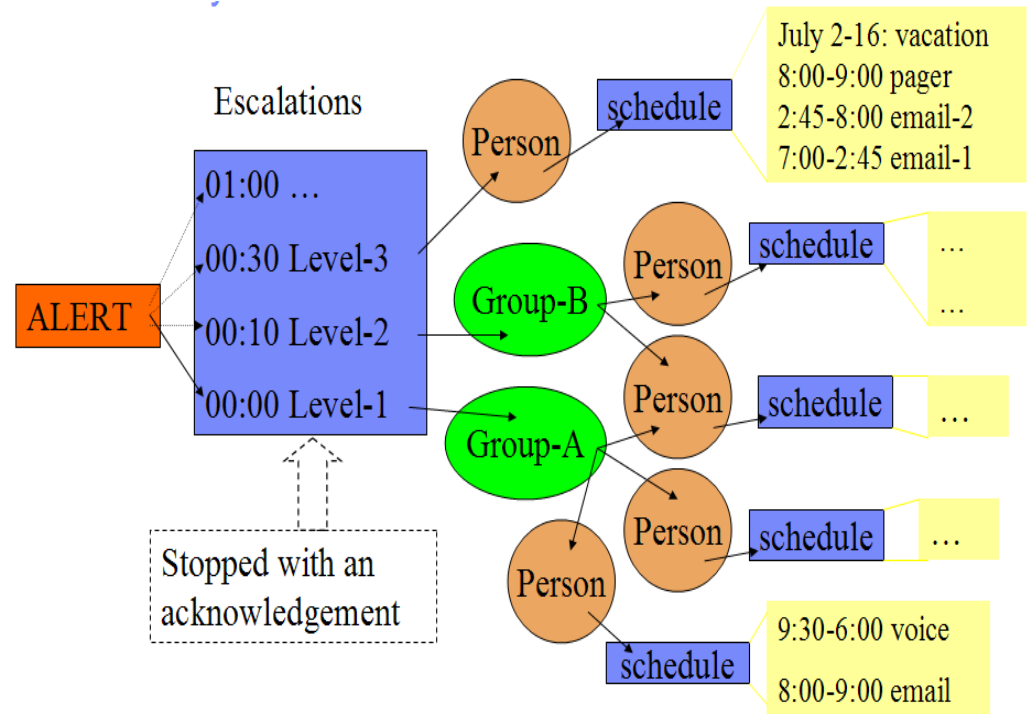 July 2-16: vacation
8:00-9:00 pager
2:45-8:00 email-2
7:00-2:45 email-1
schedule
Person
Escalations
01:00 …
00:30 Level-3
00:10 Level-2
00:00 Level-1
ALERT
Group-B
Person
schedule
…
…
Person
schedule
…
Group-A
Person
schedule
…
Person
schedule
9:30-6:00 voice
8:00-9:00 email
Stopped with an
acknowledgement